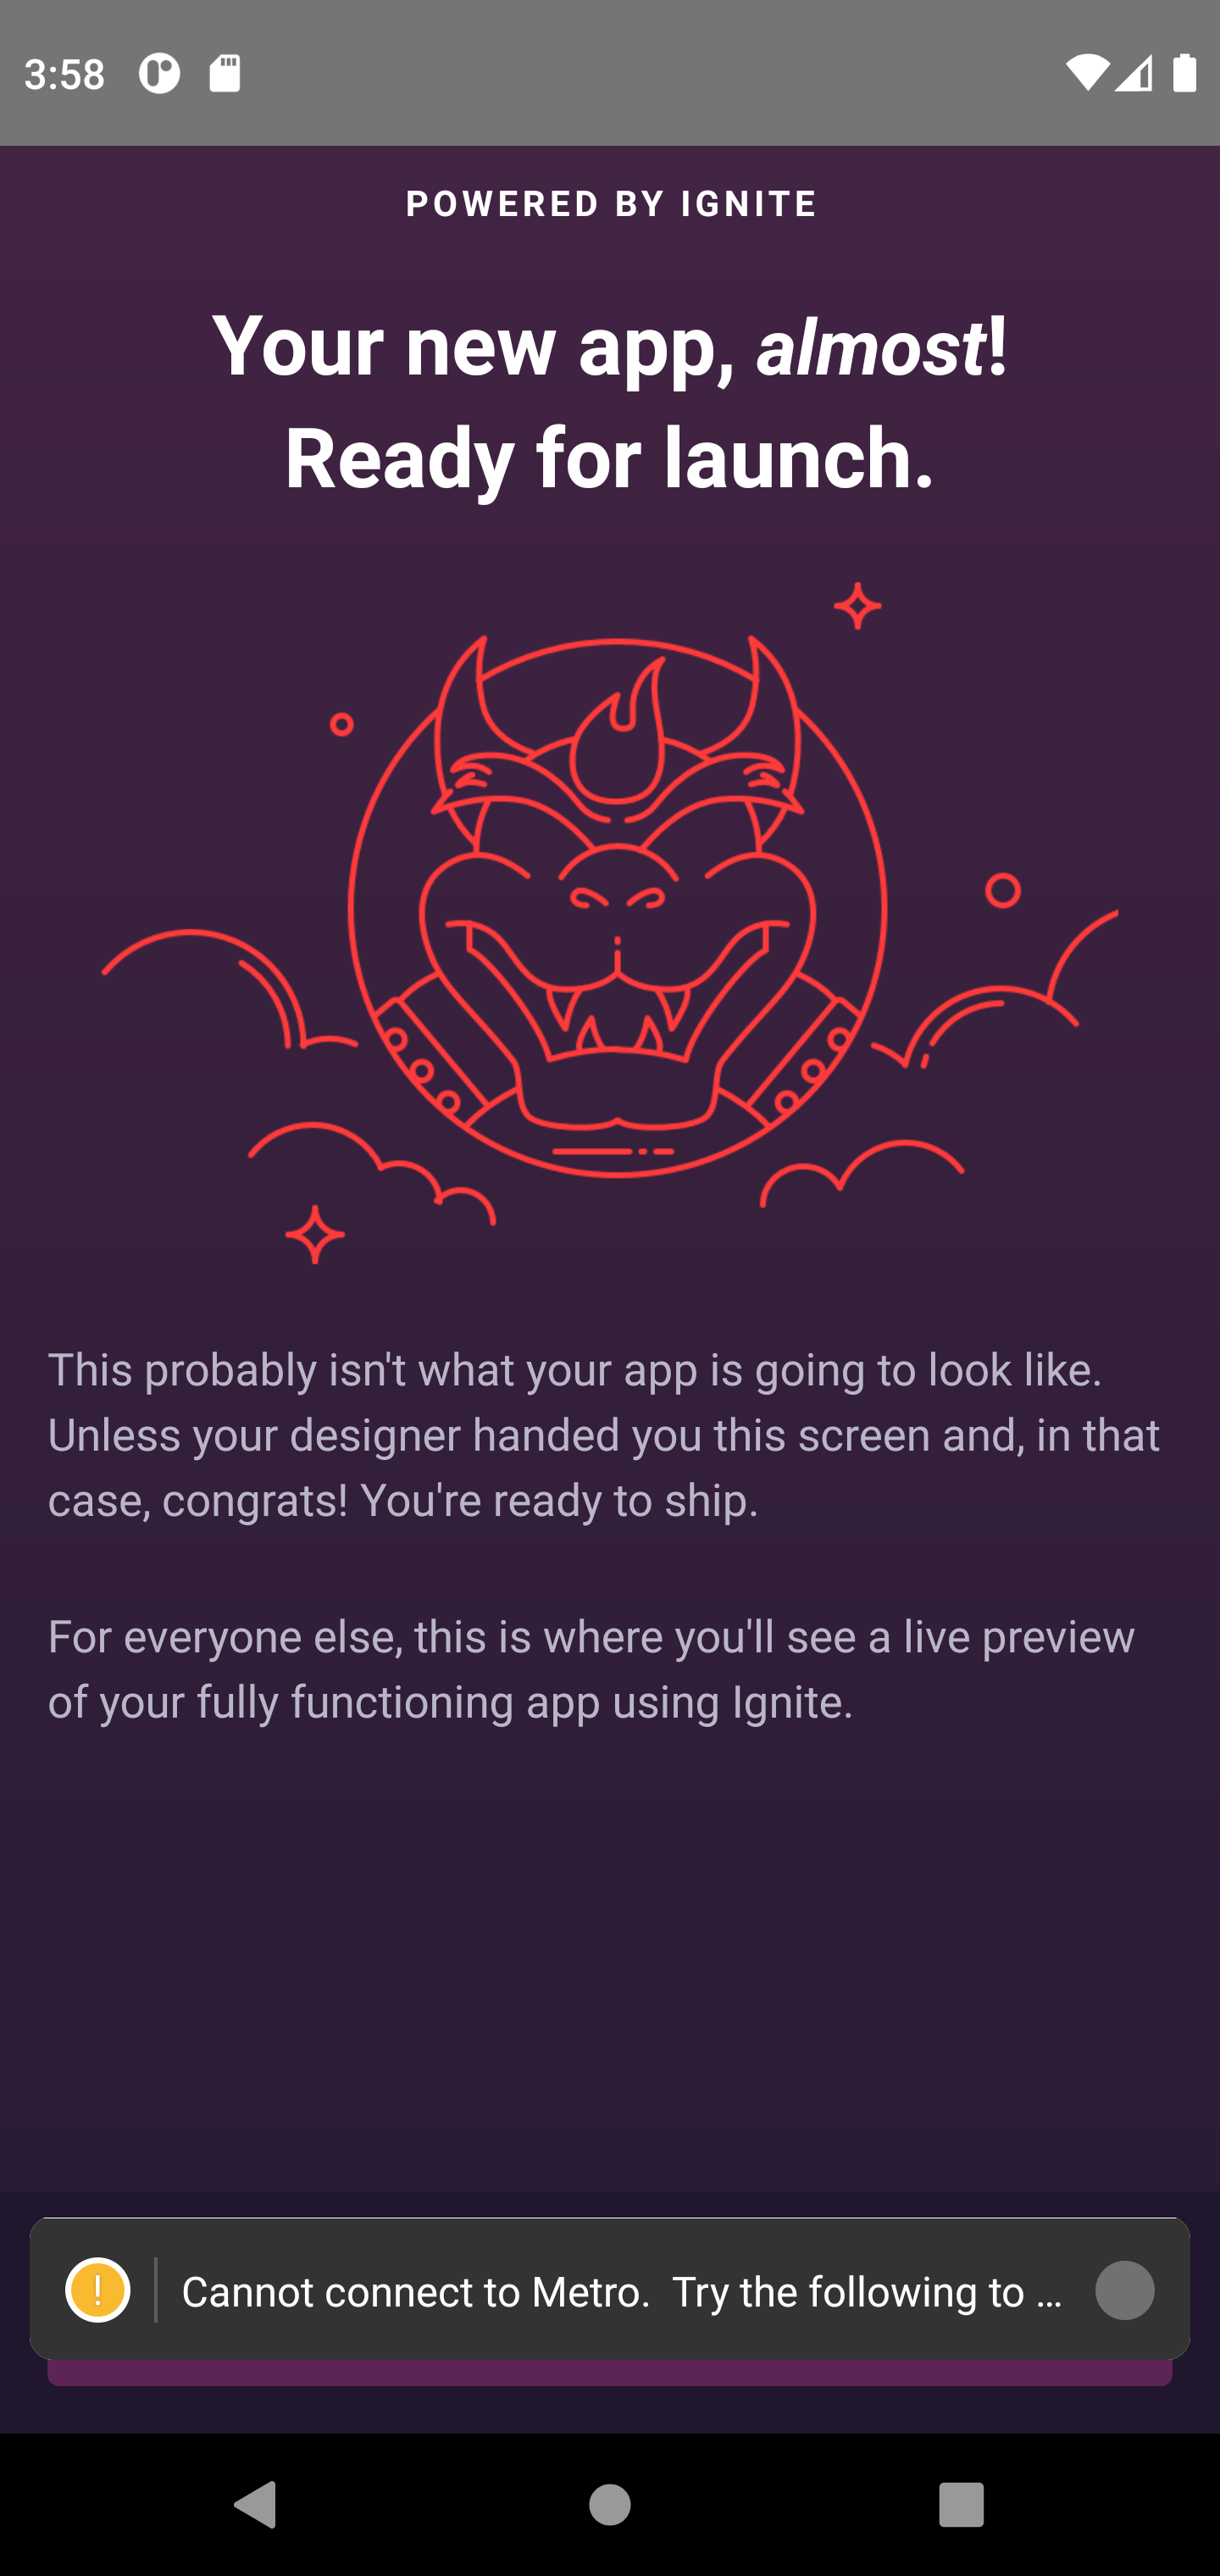 3:58
POWERED BY IGNITE
Your new app, almost!
Ready for launch.
This probably isn't what your app is going to look like.
Unless your designer handed you this screen and, in that
case, congrats! You're ready to ship.
For everyone else, this is where you'll see a live preview
of your fully functioning app using Ignite.
! Cannot connect to Metro. Try the following to ...